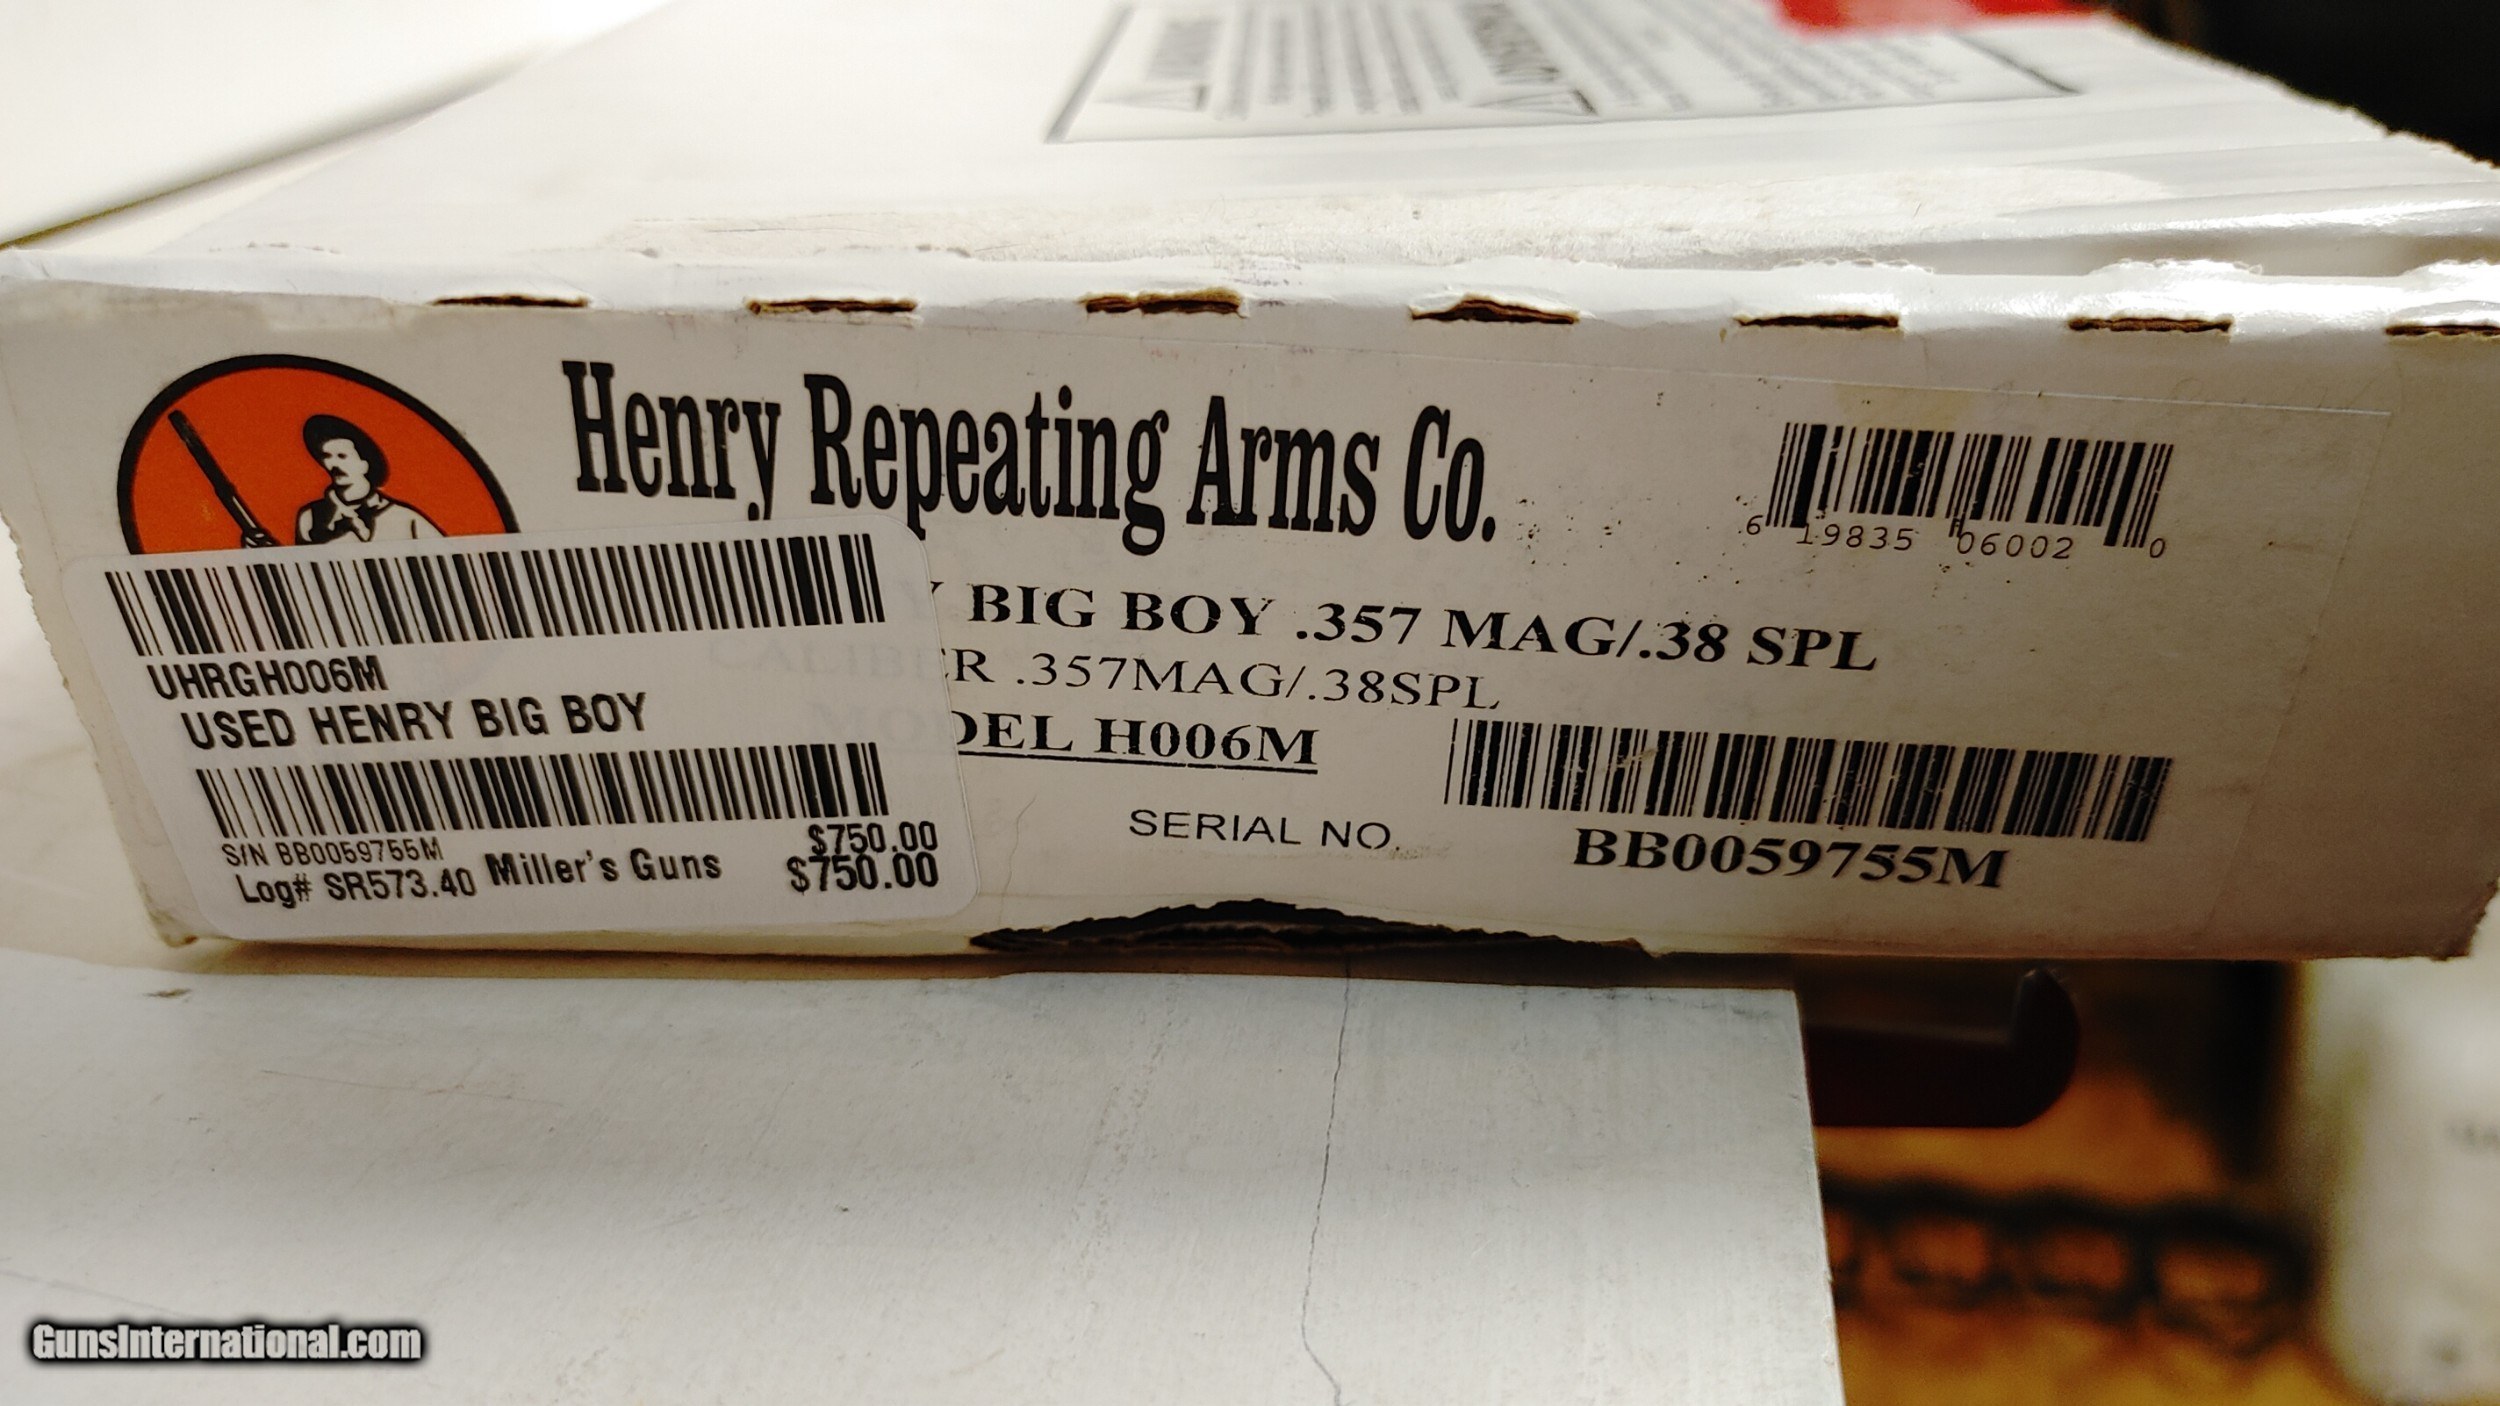 WARNING
Henry Repeating Arms Co.
6 19835 06002 0
Y BIG BOY .357 MAG/.38 SPL
ER .357MAG/.38SPL
DEL H006M
SERIAL NO.
BB0059755M
UHRGH006M
USED HENRY BIG BOY
S/N BB0059755M
$750.00
Log# SR573.40 Miller's Guns $750.00
GunsInternational.com